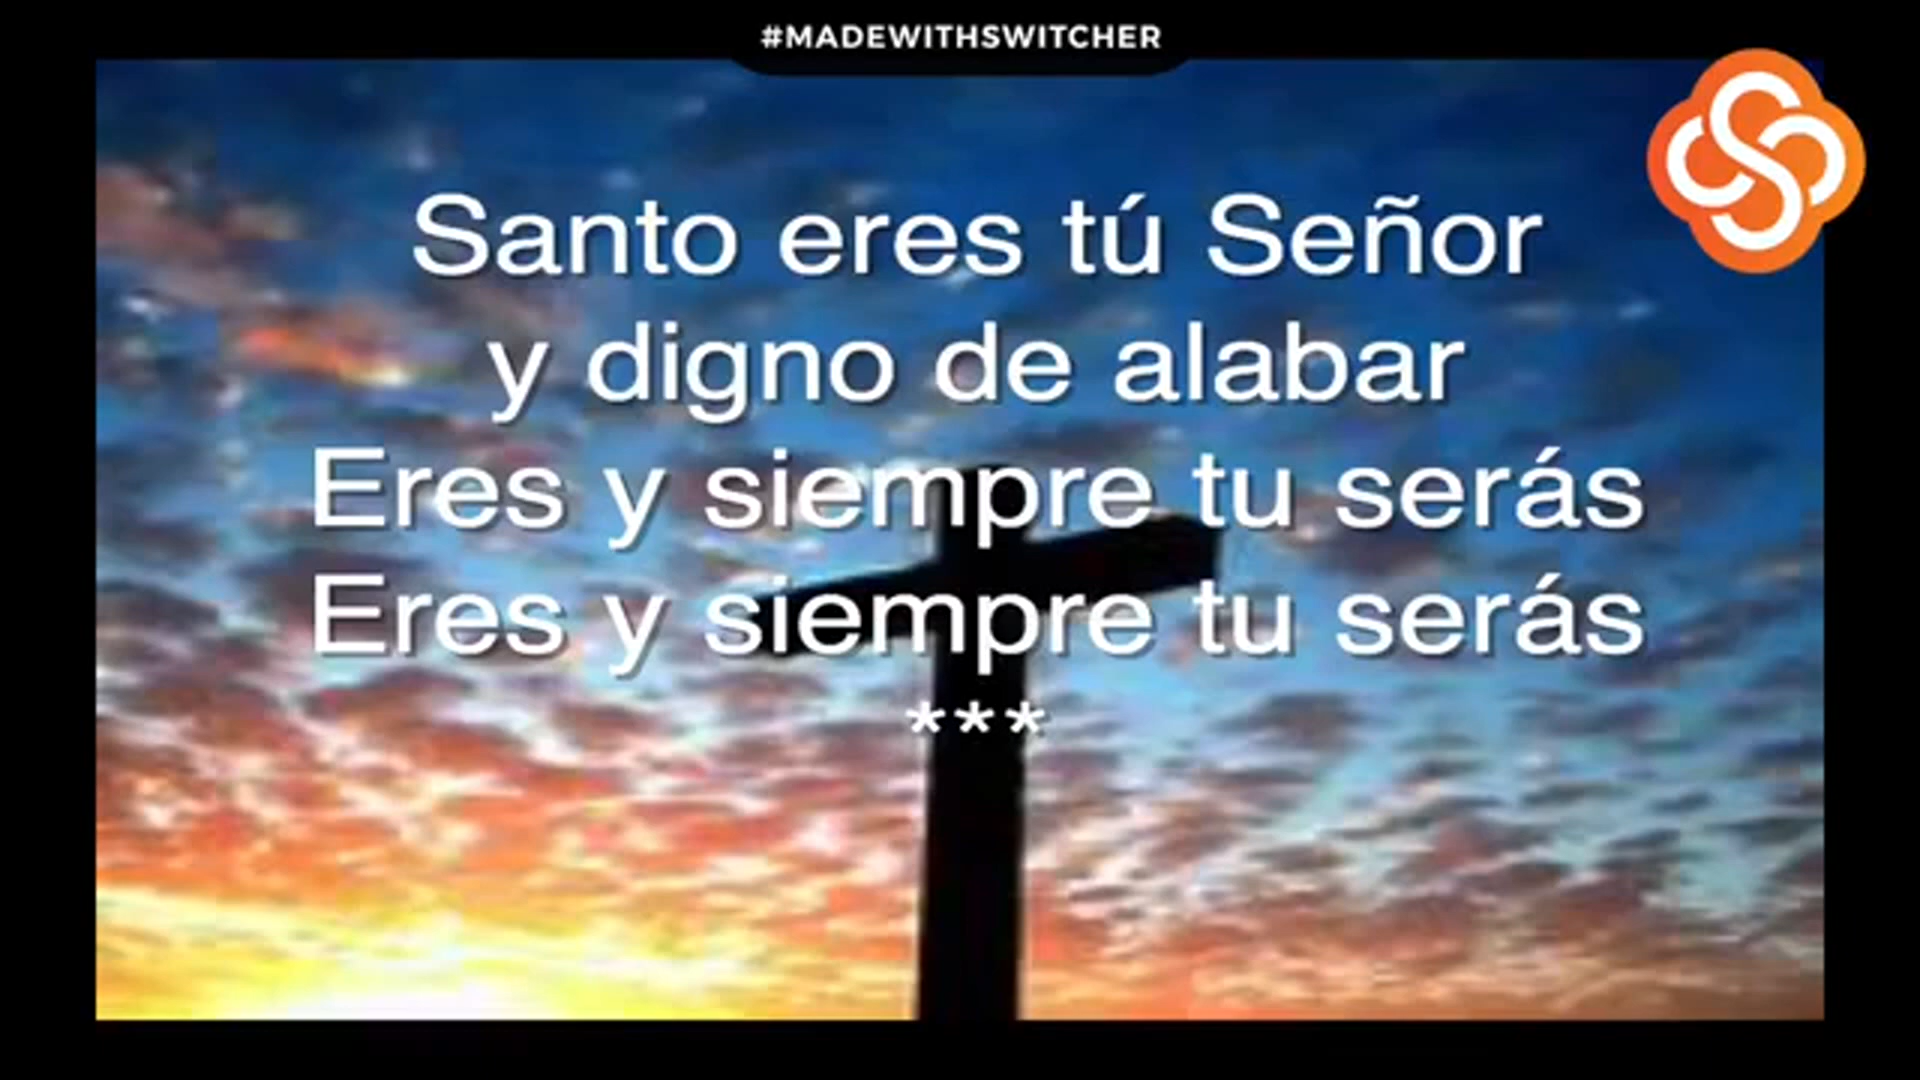 #MADEWITHSWITCHER
Santo eres tú Señor
y digno de alabar
Eres y siempre tu serás
Eres y siempre tu serás
***